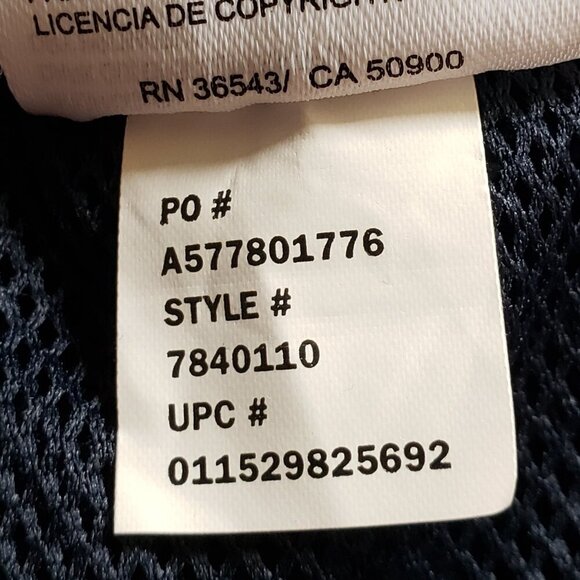 LICENCIA DE COPYRIGHT
RN 36543/ CA 50900
PO #
A577801776
STYLE #
7840110
UPC #
011529825692